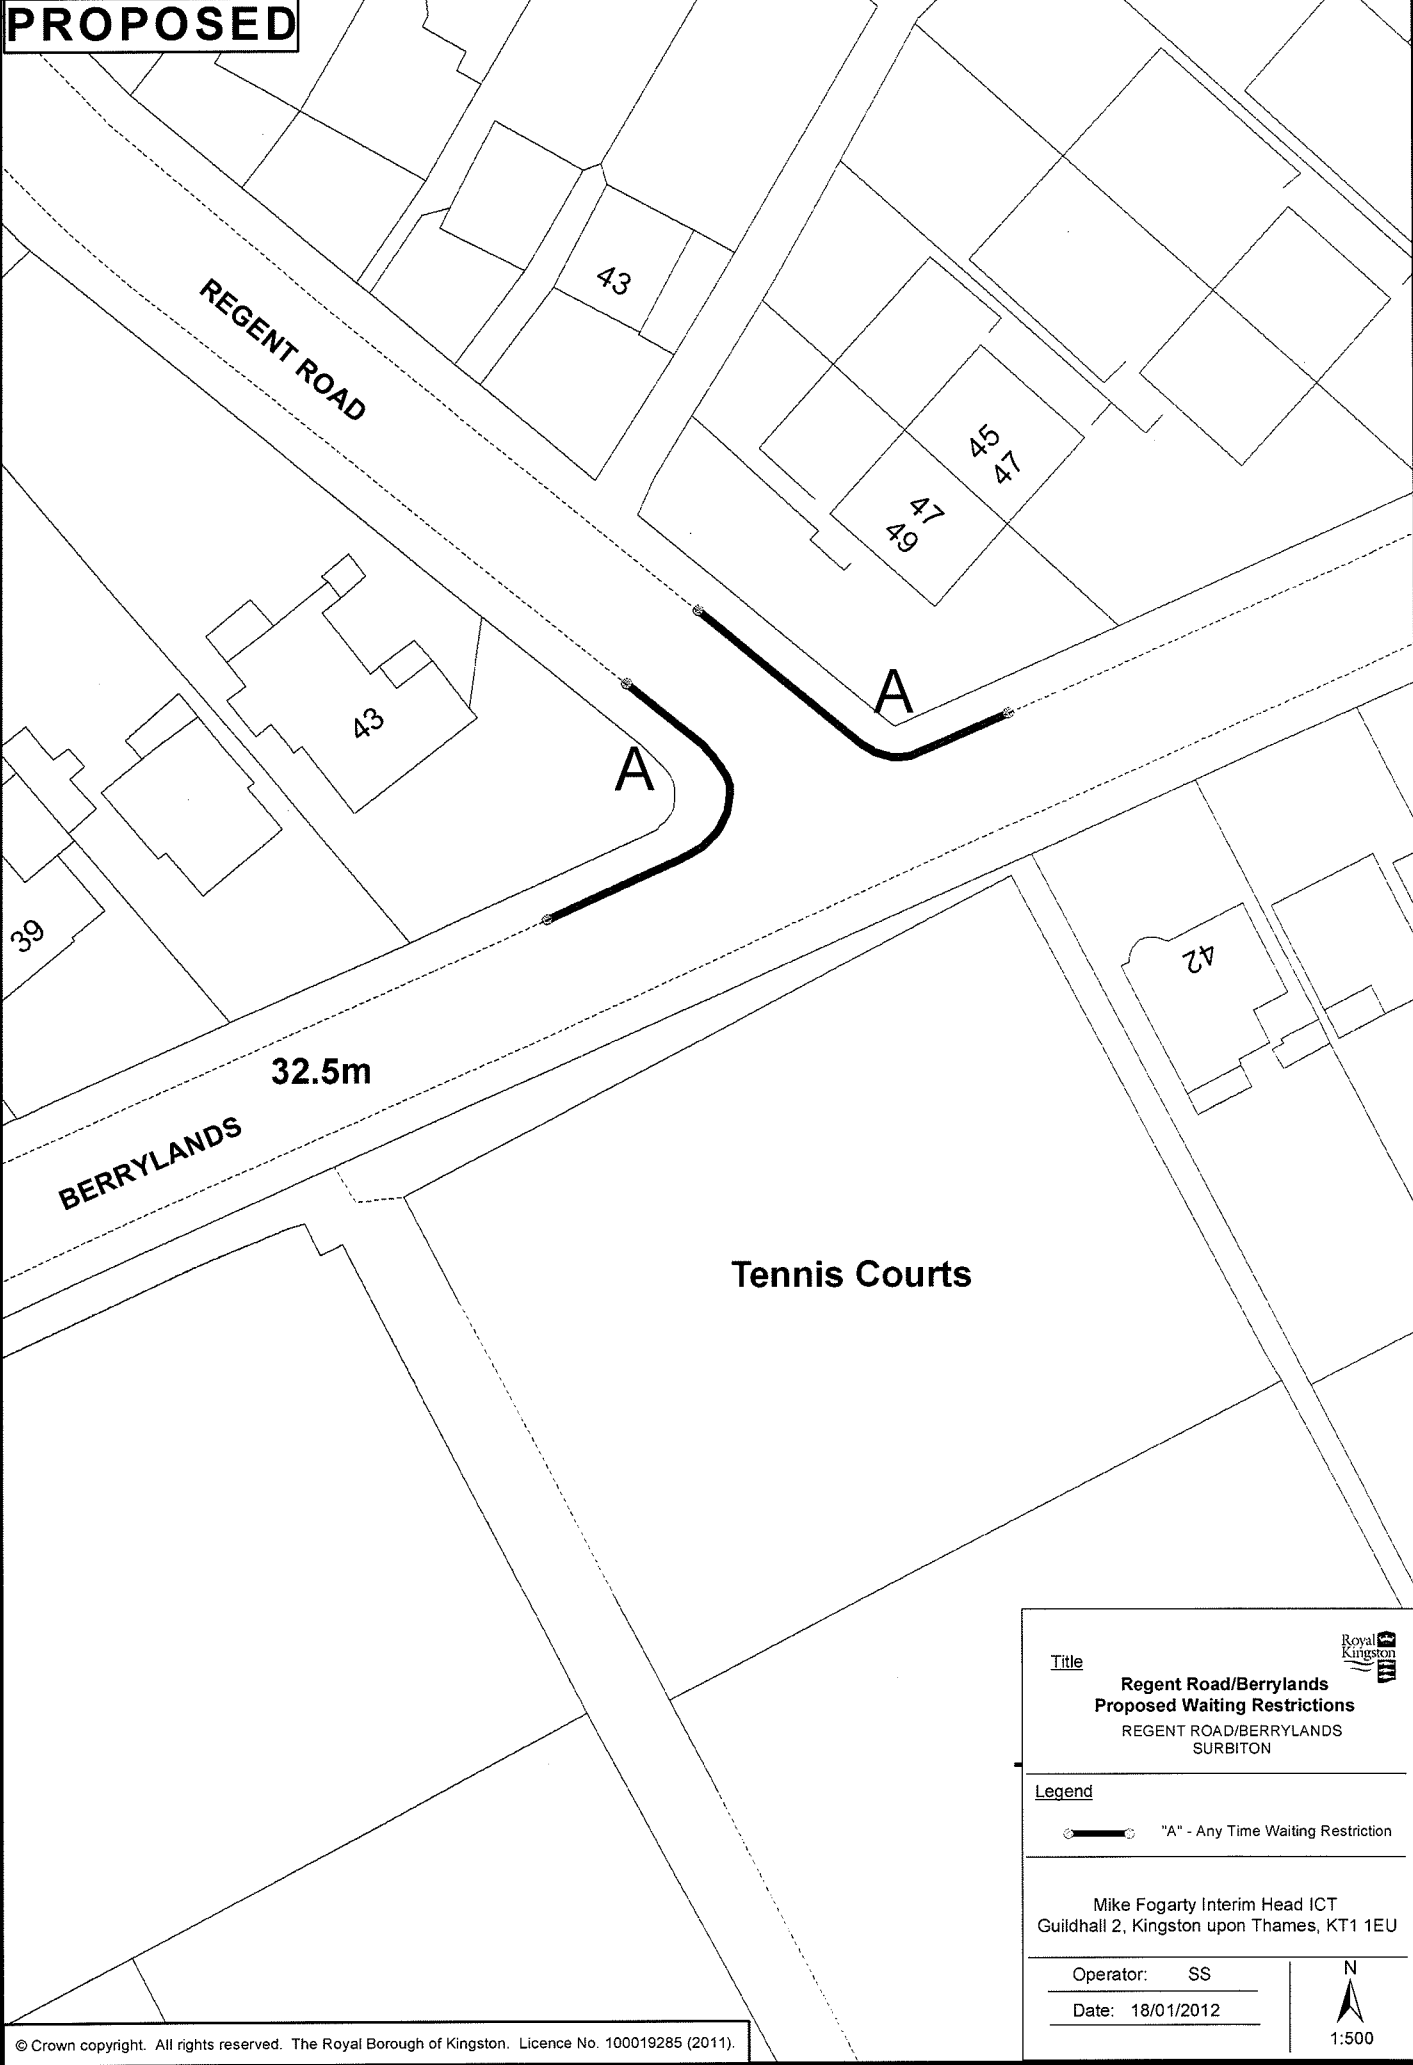 PROPOSED
43
REGENT ROAD
45
47
47
49
A
A
43
39
42
32.5m
BERRYLANDS
Tennis Courts
Royal
Kingston
Title
Regent Road/Berrylands
Proposed Waiting Restrictions
REGENT ROAD/BERRYLANDS
SURBITON
Legend
"A" - Any Time Waiting Restriction
Mike Fogarty Interim Head ICT
Guildhall 2, Kingston upon Thames, KT1 1EU
Operator: SS
Date: 18/01/2012
N
1:500
© Crown copyright. All rights reserved. The Royal Borough of Kingston. Licence No. 100019285 (2011).